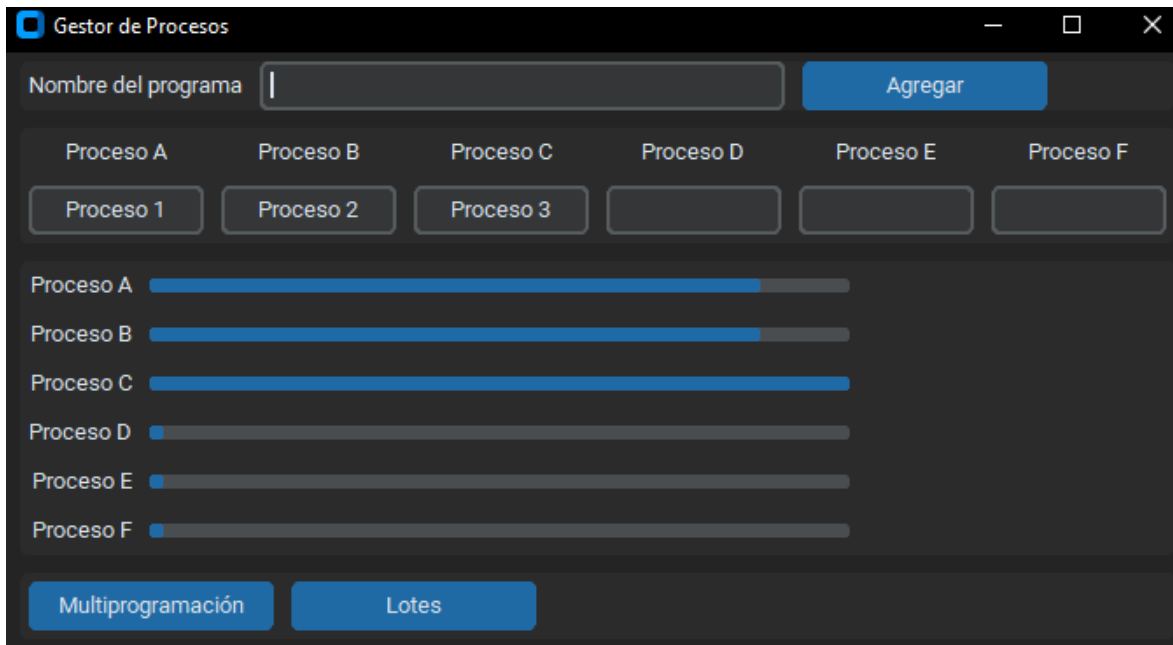 Gestor de Procesos
Nombre del programa Agregar
Proceso A Proceso B Proceso C Proceso D Proceso E Proceso F
Proceso 1 Proceso 2 Proceso 3
Proceso A
Proceso B
Proceso C
Proceso D
Proceso E
Proceso F
Multiprogramación Lotes